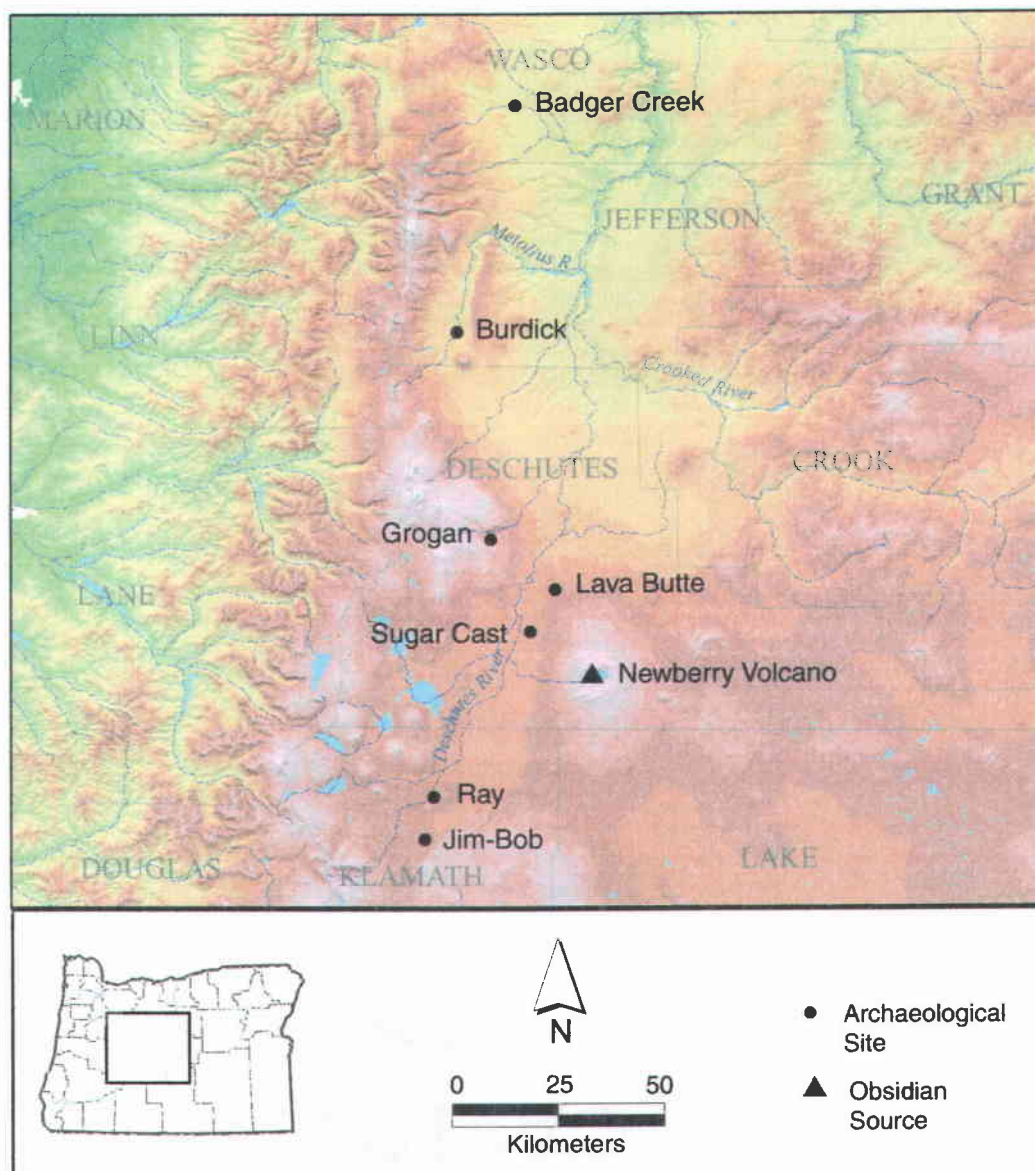 WASCO
Badger Creek
MARION
GRANT
JEFFERSON
Metolius R
Burdick
LINN
Crooked River
DESCHUTES
CROOK
Grogan
Lava Butte
LANE
Sugar Cast
Newberry Volcano
Deschutes River
Ray
Jim-Bob
DOUGLAS
KLAMATH
LAKE
N
0 25 50
Kilometers
Archaeological
Site
Obsidian
Source